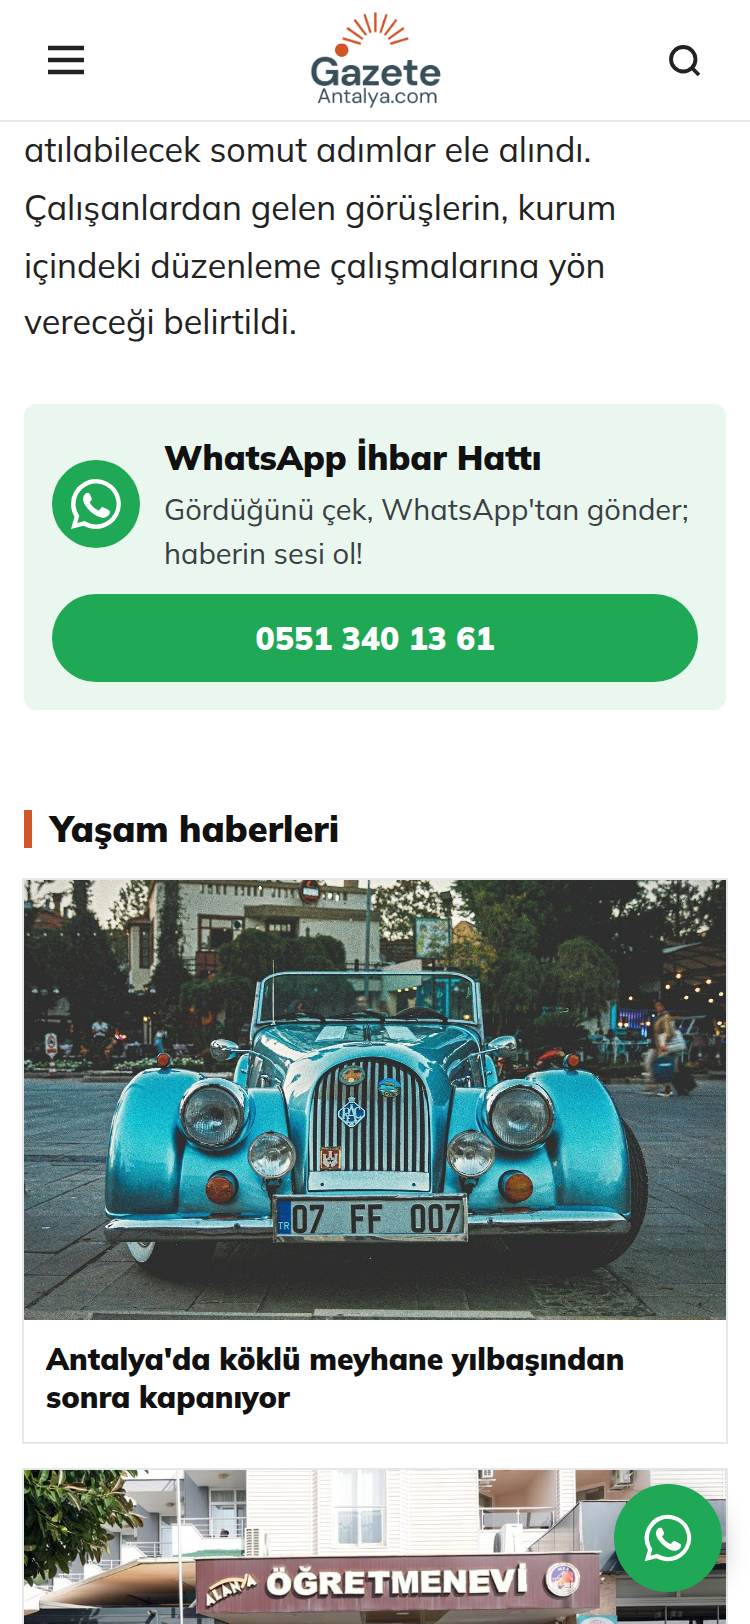 Gazete
Antalya.com
atılabilecek somut adımlar ele alındı.
Çalışanlardan gelen görüşlerin, kurum
içindeki düzenleme çalışmalarına yön
vereceği belirtildi.
WhatsApp İhbar Hattı
Gördüğünü çek, WhatsApp'tan gönder;
haberin sesi ol!
0551 340 13 61
Yaşam haberleri
RAC
TR 07 FF 007
Antalya'da köklü meyhane yılbaşından
sonra kapanıyor
ALANYA ÖĞRETMENEVİ